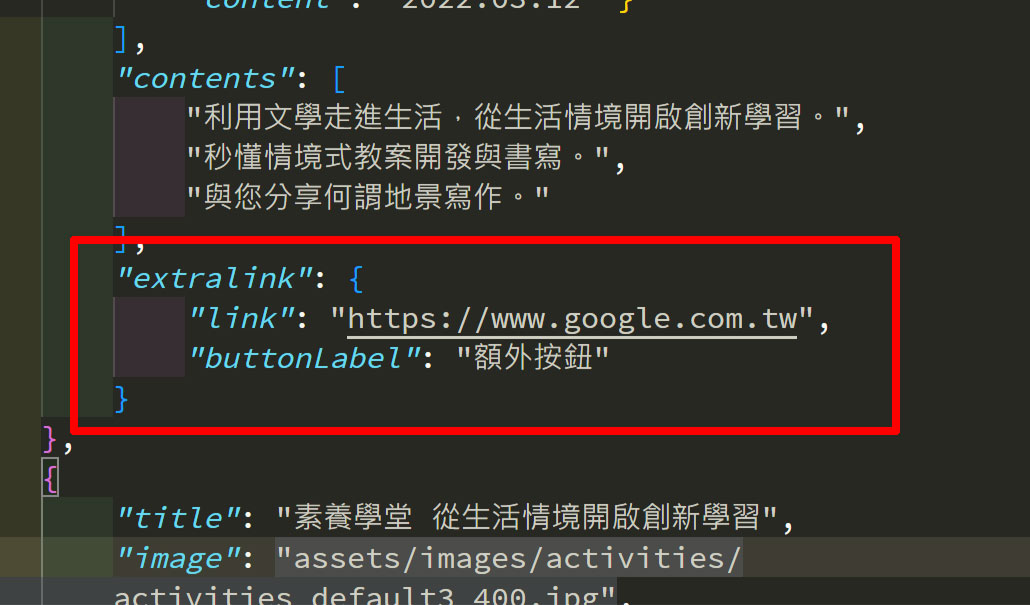 "content": "2022.03.12" }
],
"contents": [
"利用文學走進生活，從生活情境開啟創新學習。",
"秒懂情境式教案開發與書寫。",
"與您分享何謂地景寫作。"
],
"extralink": {
"link": "https://www.google.com.tw",
"buttonLabel": "額外按鈕"
}
},
{
"title": "素養學堂 從生活情境開啟創新學習",
"image": "assets/images/activities/
activities_default3_400.jpg",